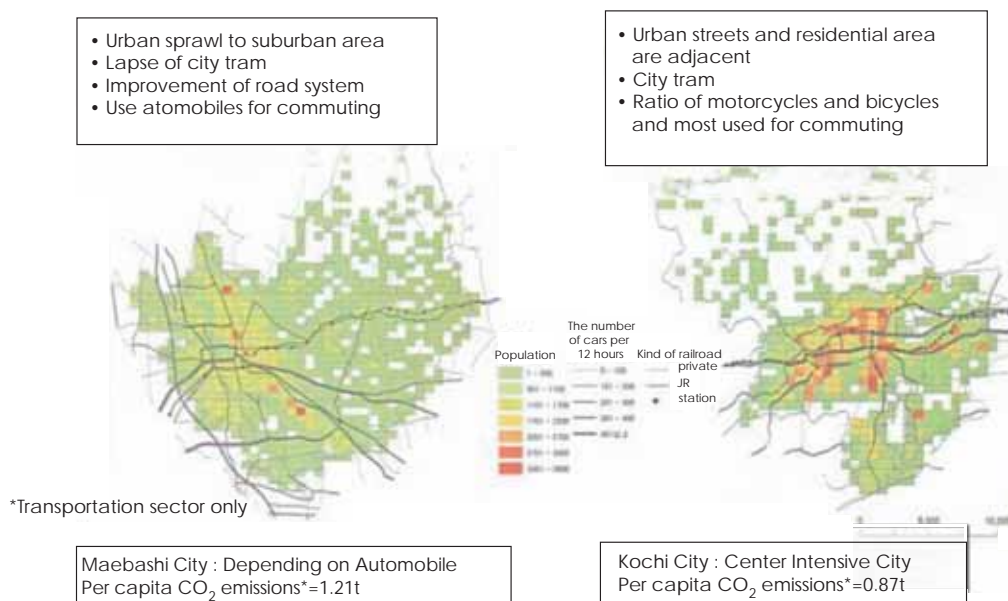 • Urban sprawl to suburban area
• Lapse of city tram
• Improvement of road system
• Use atomobiles for commuting
• Urban streets and residential area
are adjacent
• City tram
• Ratio of motorcycles and bicycles
and most used for commuting
Population
The number
of cars per
12 hours
Kind of railroad
private
JR
station
*Transportation sector only
Maebashi City : Depending on Automobile
Per capita CO2 emissions*=1.21t
Kochi City : Center Intensive City
Per capita CO2 emissions*=0.87t